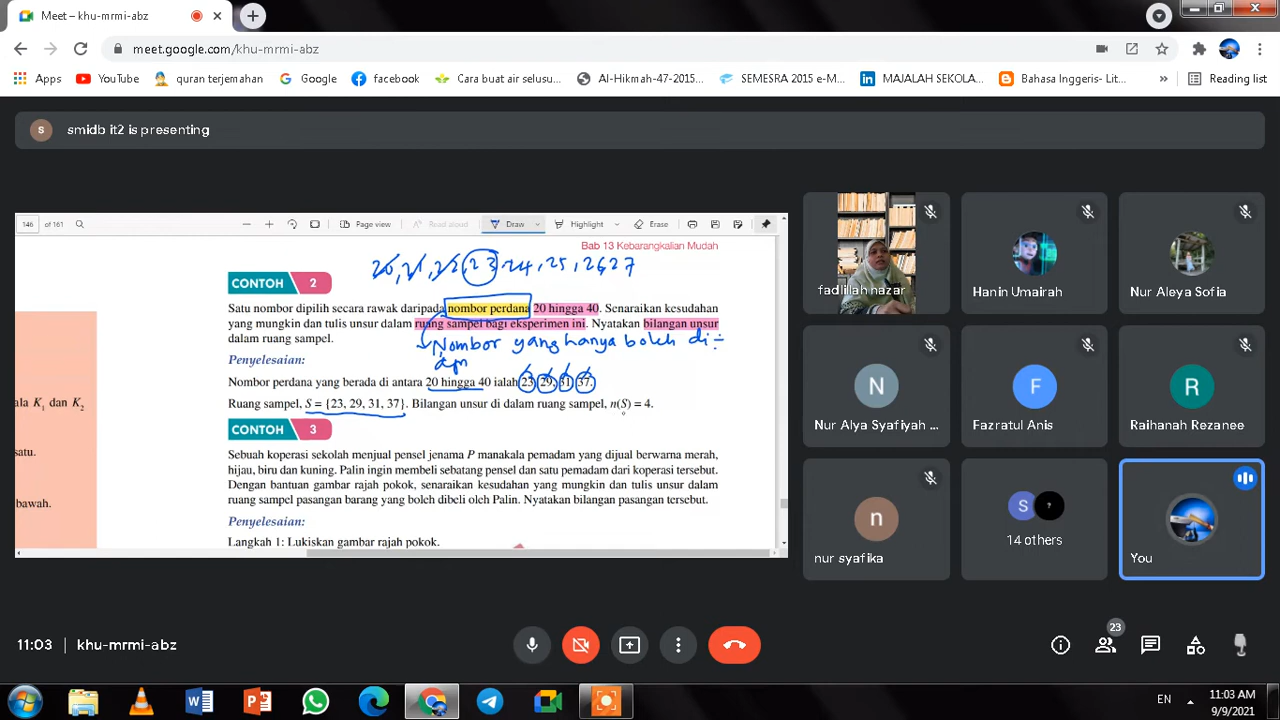 Meet – khu-mrmi-abz
meet.google.com/khu-mrmi-abz
Apps YouTube quran terjemahan Google facebook Cara buat air selusu... Al-Hikmah-47-2015... SEMESRA 2015 e-M... MAJALAH SEKOLA... Bahasa Inggeris- Lit... » Reading list
s smidb it2 is presenting
146 of 161 Page view Read aloud Draw Highlight Erase
Bab 13 Kebarangkalian Mudah
20, 21, 22, 23, 24, 25, 26, 27
CONTOH 2
Satu nombor dipilih secara rawak daripada nombor perdana 20 hingga 40. Senaraikan kesudahan
yang mungkin dan tulis unsur dalam ruang sampel bagi eksperimen ini. Nyatakan bilangan unsur
dalam ruang sampel.
Nombor yang hanya boleh di ÷
Penyelesaian:
Nombor perdana yang berada di antara 20 hingga 40 ialah 23, 29, 31, 37.
Ruang sampel, S = {23, 29, 31, 37}. Bilangan unsur di dalam ruang sampel, n(S) = 4.
CONTOH 3
Sebuah koperasi sekolah menjual pensel jenama P manakala pemadam yang dijual berwarna merah,
hijau, biru dan kuning. Palin ingin membeli sebatang pensel dan satu pemadam dari koperasi tersebut.
Dengan bantuan gambar rajah pokok, senaraikan kesudahan yang mungkin dan tulis unsur dalam
ruang sampel pasangan barang yang boleh dibeli oleh Palin. Nyatakan bilangan pasangan tersebut.
Penyelesaian:
Langkah 1: Lukiskan gambar rajah pokok.
ala K1 dan K2
satu.
bawah.
fadlillah nazar
Hanin Umairah
Nur Aleya Sofia
N
Nur Alya Syafiyah ...
F
Fazratul Anis
R
Raihanah Rezanee
n
nur syafika
S ?
14 others
You
11:03 | khu-mrmi-abz
23
EN
11:03 AM
9/9/2021